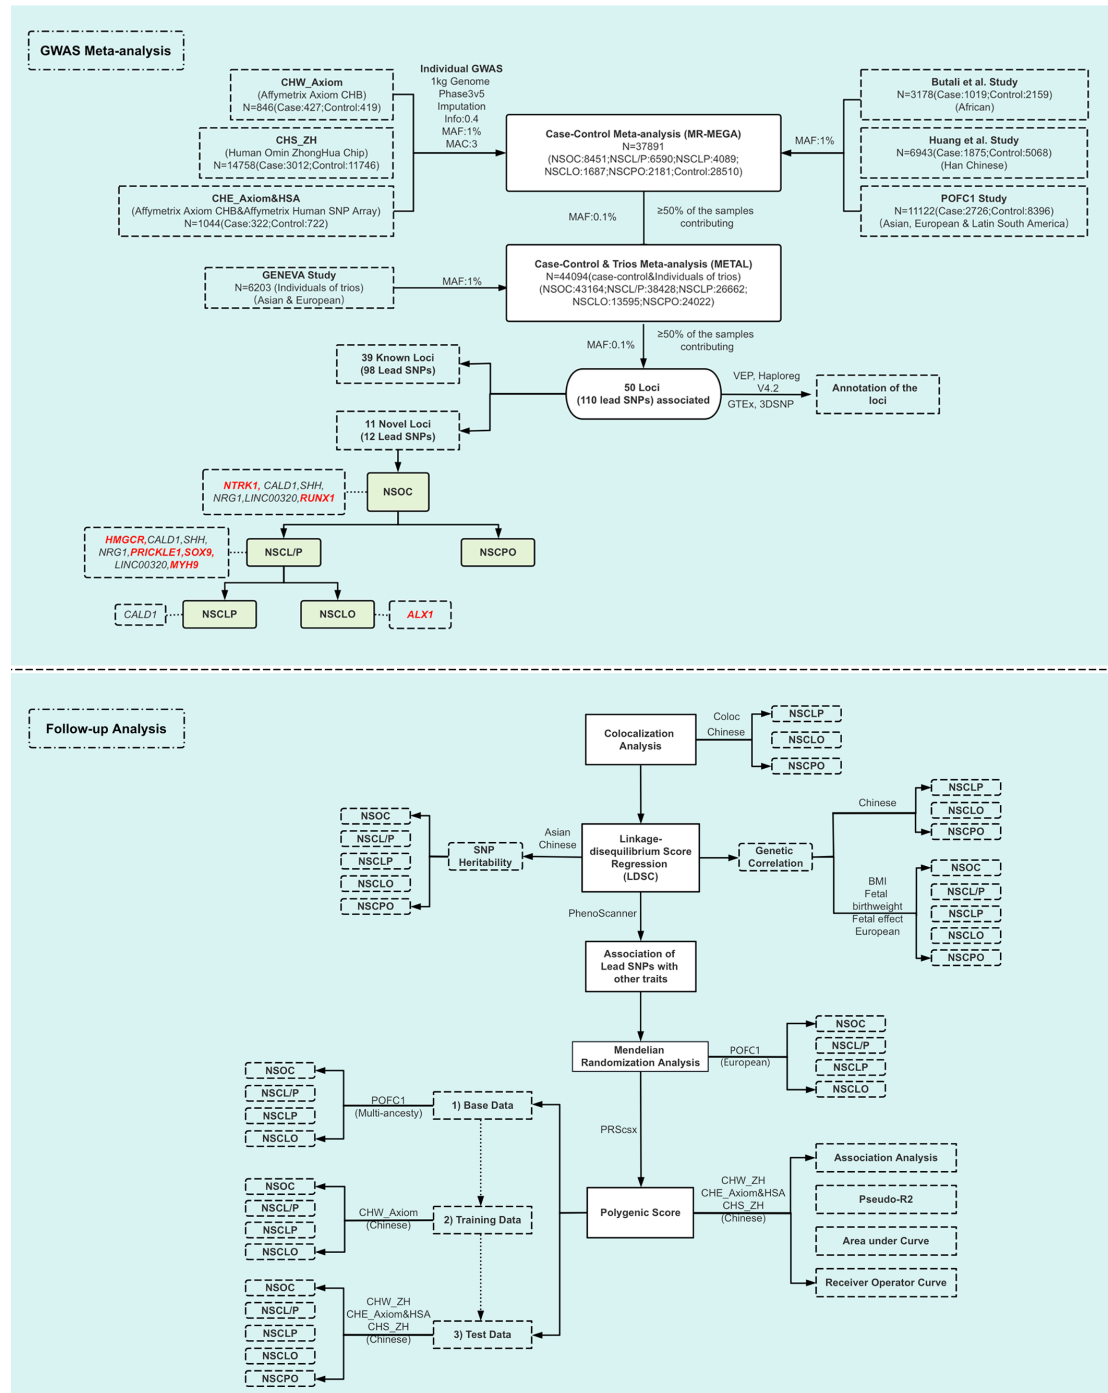 GWAS Meta-analysis
CHW_Axiom
(Affymetrix Axiom CHB)
N=846(Case:427;Control:419)
CHS_ZH
(Human Omin ZhongHua Chip)
N=14758(Case:3012;Control:11746)
CHE_Axiom&HSA
(Affymetrix Axiom CHB&Affymetrix Human SNP Array)
N=1044(Case:322;Control:722)
Individual GWAS
1kg Genome
Phase3v5
Imputation
Info:0.4
MAF:1%
MAC:3
Case-Control Meta-analysis (MR-MEGA)
N=37891
(NSOC:8451;NSCL/P:6590;NSCLP:4089;
NSCLO:1687;NSCPO:2181;Control:28510)
MAF:1%
Butali et al. Study
N=3178(Case:1019;Control:2159)
(African)
Huang et al. Study
N=6943(Case:1875;Control:5068)
(Han Chinese)
POFC1 Study
N=11122(Case:2726;Control:8396)
(Asian, European & Latin South America)
MAF:0.1%
≥50% of the samples
contributing
GENEVA Study
N=6203 (Individuals of trios)
(Asian & European)
MAF:1%
Case-Control & Trios Meta-analysis (METAL)
N=44094(case-control&Individuals of trios)
(NSOC:43164;NSCL/P:38428;NSCLP:26662;
NSCLO:13595;NSCPO:24022)
MAF:0.1%
≥50% of the samples
contributing
39 Known Loci
(98 Lead SNPs)
50 Loci
(110 lead SNPs) associated
VEP, Haploreg
V4.2
GTEx, 3DSNP
Annotation of the
loci
11 Novel Loci
(12 Lead SNPs)
NTRK1, CALD1,SHH,
NRG1,LINC00320,RUNX1
NSOC
HMGCR,CALD1,SHH,
NRG1,PRICKLE1,SOX9,
LINC00320,MYH9
NSCL/P
NSCPO
CALD1
NSCLP
NSCLO
ALX1
Follow-up Analysis
Colocalization
Analysis
Coloc
Chinese
NSCLP
NSCLO
NSCPO
NSOC
NSCL/P
NSCLP
NSCLO
NSCPO
SNP
Heritability
Asian
Chinese
Linkage-
disequilibrium Score
Regression
(LDSC)
Genetic
Correlation
Chinese
NSCLP
NSCLO
NSCPO
BMI
Fetal
birthweight
Fetal effect
European
NSOC
NSCL/P
NSCLP
NSCLO
NSCPO
PhenoScanner
Association of
Lead SNPs with
other traits
Mendelian
Randomization Analysis
POFC1
(European)
NSOC
NSCL/P
NSCLP
NSCLO
PRScsx
NSOC
NSCL/P
NSCLP
NSCLO
POFC1
(Multi-ancesty)
1) Base Data
NSOC
NSCL/P
NSCLP
NSCLO
CHW_Axiom
(Chinese)
2) Training Data
Polygenic Score
CHW_ZH
CHE_Axiom&HSA
CHS_ZH
(Chinese)
Association Analysis
Pseudo-R2
Area under Curve
Receiver Operator Curve
NSOC
NSCL/P
NSCLP
NSCLO
NSCPO
CHW_ZH
CHE_Axiom&HSA
CHS_ZH
(Chinese)
3) Test Data